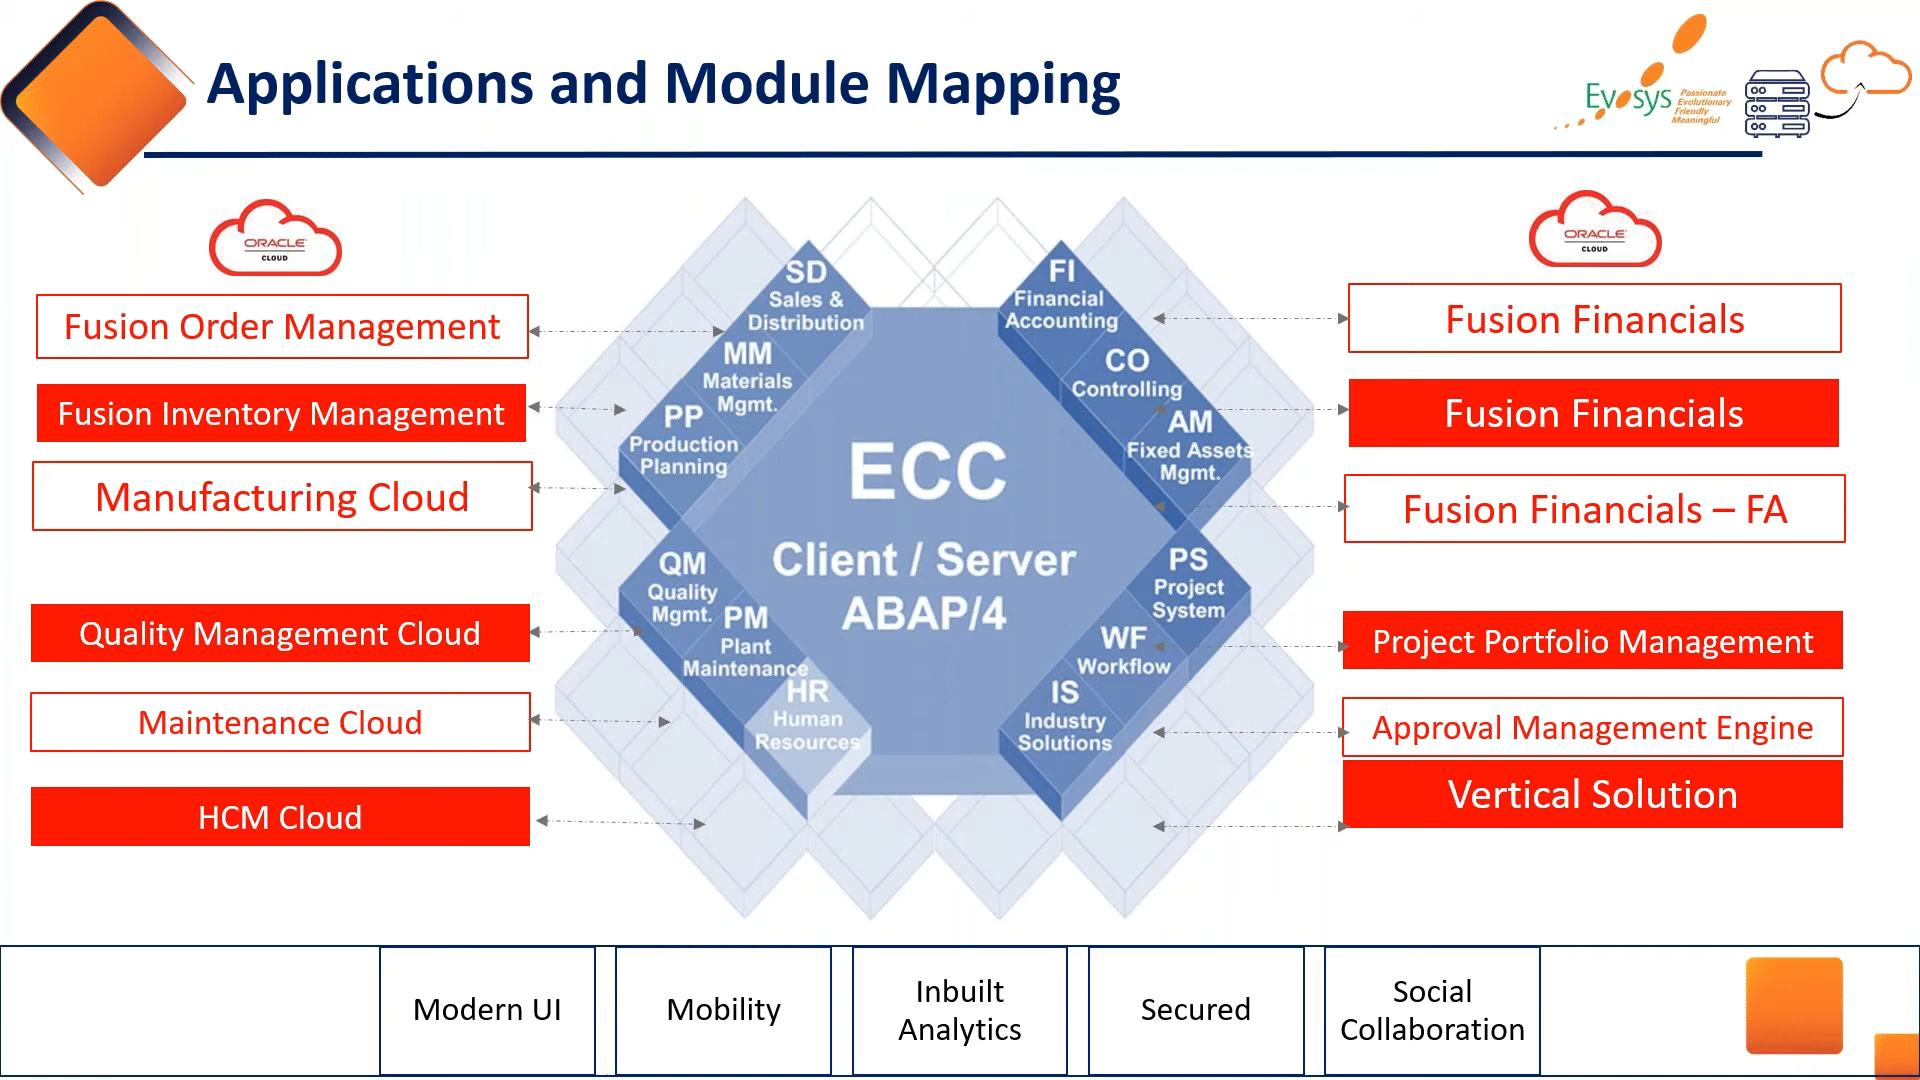 Applications and Module Mapping
Evosys
Passionate
Evolutionary
Friendly
Meaningful
ORACLE
CLOUD
Fusion Order Management
Fusion Inventory Management
Manufacturing Cloud
Quality Management Cloud
Maintenance Cloud
HCM Cloud
SD
Sales &
Distribution
MM
Materials
Mgmt.
PP
Production
Planning
QM
Quality
Mgmt.
PM
Plant
Maintenance
HR
Human
Resources
ECC
Client / Server
ABAP/4
FI
Financial
Accounting
CO
Controlling
AM
Fixed Assets
Mgmt.
PS
Project
System
WF
Workflow
IS
Industry
Solutions
ORACLE
CLOUD
Fusion Financials
Fusion Financials
Fusion Financials – FA
Project Portfolio Management
Approval Management Engine
Vertical Solution
Modern UI
Mobility
Inbuilt
Analytics
Secured
Social
Collaboration